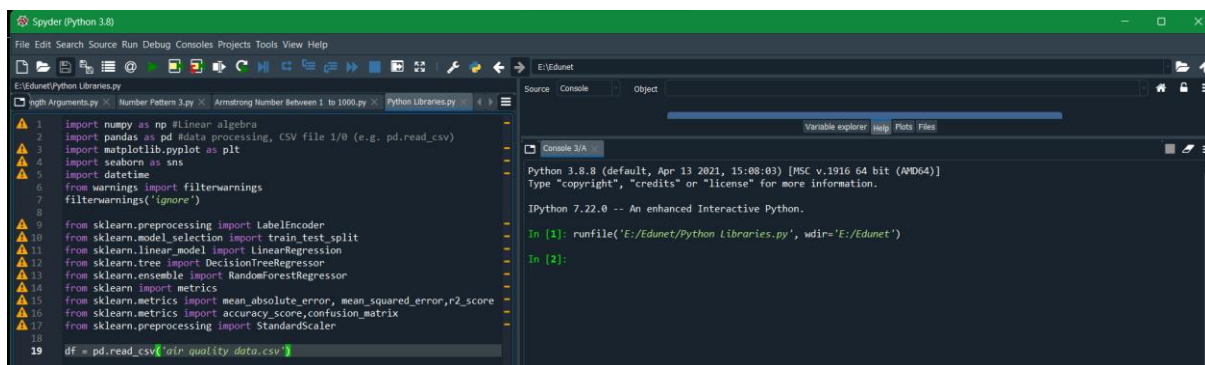 Spyder (Python 3.8)
File Edit Search Source Run Debug Consoles Projects Tools View Help
E:\Edunet
E:\Edunet\Python Libraries.py
ngth Arguments.py Number Pattern 3.py Armstrong Number Between 1 to 1000.py Python Libraries.py
Source Console Object
Variable explorer Help Plots Files
Console 3/A
1 import numpy as np #Linear algebra
2 import pandas as pd #data processing, CSV file 1/0 (e.g. pd.read_csv)
3 import matplotlib.pyplot as plt
4 import seaborn as sns
5 import datetime
6 from warnings import filterwarnings
7 filterwarnings('ignore')
8
9 from sklearn.preprocessing import LabelEncoder
10 from sklearn.model_selection import train_test_split
11 from sklearn.linear_model import LinearRegression
12 from sklearn.tree import DecisionTreeRegressor
13 from sklearn.ensemble import RandomForestRegressor
14 from sklearn import metrics
15 from sklearn.metrics import mean_absolute_error, mean_squared_error,r2_score
16 from sklearn.metrics import accuracy_score,confusion_matrix
17 from sklearn.preprocessing import StandardScaler
18
19 df = pd.read_csv('air quality data.csv')
Python 3.8.8 (default, Apr 13 2021, 15:08:03) [MSC v.1916 64 bit (AMD64)]
Type "copyright", "credits" or "license" for more information.
IPython 7.22.0 -- An enhanced Interactive Python.
In [1]: runfile('E:/Edunet/Python Libraries.py', wdir='E:/Edunet')
In [2]: